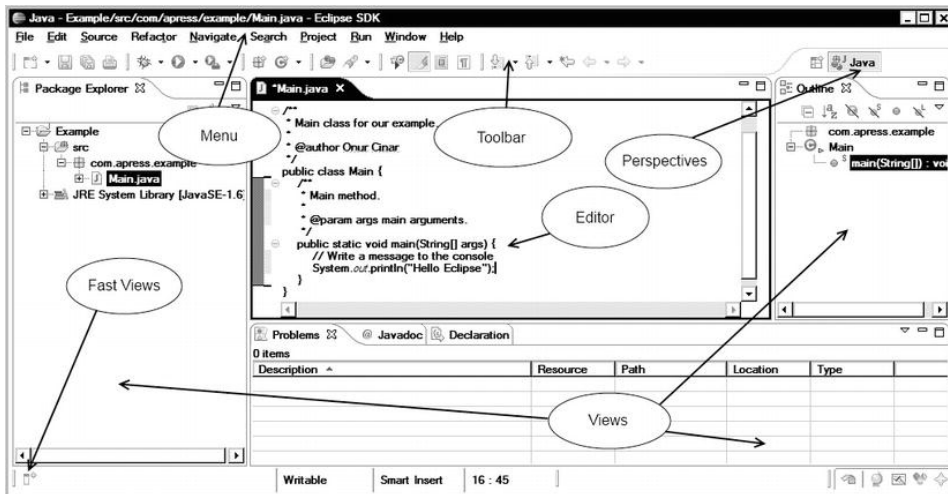 Java - Example/src/com/apress/example/Main.java - Eclipse SDK
File Edit Source Refactor Navigate Search Project Run Window Help
Java
Package Explorer
*Main.java
Outline
Menu
Toolbar
Perspectives
Example
src
com.apress.example
Main.java
JRE System Library [JavaSE-1.6]
/**
* Main class for our example.
*
* @author Onur Cinar
*/
public class Main {
/**
* Main method.
*
* @param args main arguments.
*/
public static void main(String[] args) {
// Write a message to the console
System.out.println("Hello Eclipse");
}
}
Editor
com.apress.example
Main
main(String[]) : voi
Fast Views
Problems @ Javadoc Declaration
0 items
Description Resource Path Location Type
Views
Writable Smart Insert 16 : 45